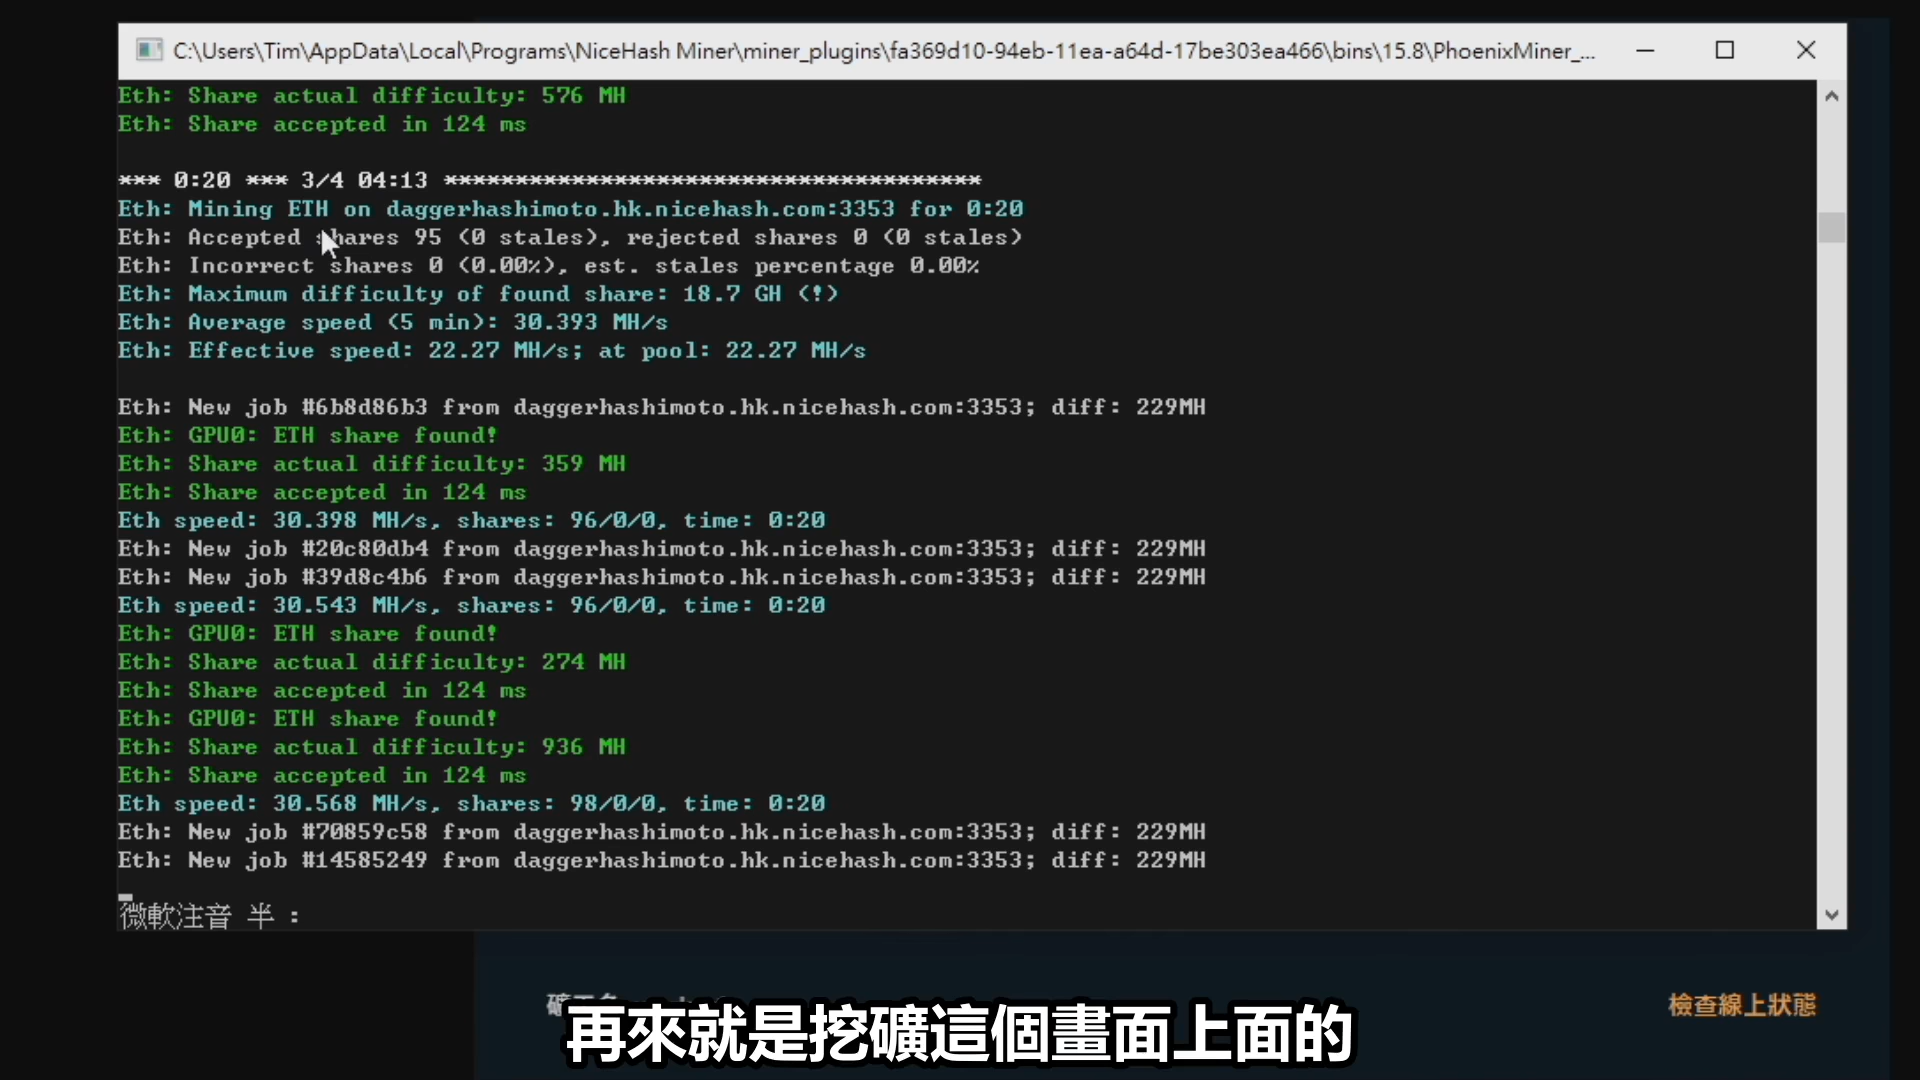 C:\Users\Tim\AppData\Local\Programs\NiceHash Miner\miner_plugins\fa369d10-94eb-11ea-a64d-17be303ea466\bins\15.8\PhoenixMiner_...
Eth: Share actual difficulty: 576 MH
Eth: Share accepted in 124 ms
*** 0:20 *** 3/4 04:13 **************************************
Eth: Mining ETH on daggerhashimoto.hk.nicehash.com:3353 for 0:20
Eth: Accepted shares 95 (0 stales), rejected shares 0 (0 stales)
Eth: Incorrect shares 0 (0.00%), est. stales percentage 0.00%
Eth: Maximum difficulty of found share: 18.7 GH (!)
Eth: Average speed (5 min): 30.393 MH/s
Eth: Effective speed: 22.27 MH/s; at pool: 22.27 MH/s
Eth: New job #6b8d86b3 from daggerhashimoto.hk.nicehash.com:3353; diff: 229MH
Eth: GPU0: ETH share found!
Eth: Share actual difficulty: 359 MH
Eth: Share accepted in 124 ms
Eth speed: 30.398 MH/s, shares: 96/0/0, time: 0:20
Eth: New job #20c80db4 from daggerhashimoto.hk.nicehash.com:3353; diff: 229MH
Eth: New job #39d8c4b6 from daggerhashimoto.hk.nicehash.com:3353; diff: 229MH
Eth speed: 30.543 MH/s, shares: 96/0/0, time: 0:20
Eth: GPU0: ETH share found!
Eth: Share actual difficulty: 274 MH
Eth: Share accepted in 124 ms
Eth: GPU0: ETH share found!
Eth: Share actual difficulty: 936 MH
Eth: Share accepted in 124 ms
Eth speed: 30.568 MH/s, shares: 98/0/0, time: 0:20
Eth: New job #70859c58 from daggerhashimoto.hk.nicehash.com:3353; diff: 229MH
Eth: New job #14585249 from daggerhashimoto.hk.nicehash.com:3353; diff: 229MH
微軟注音 半 :
檢查線上狀態
再來就是挖礦這個畫面上面的